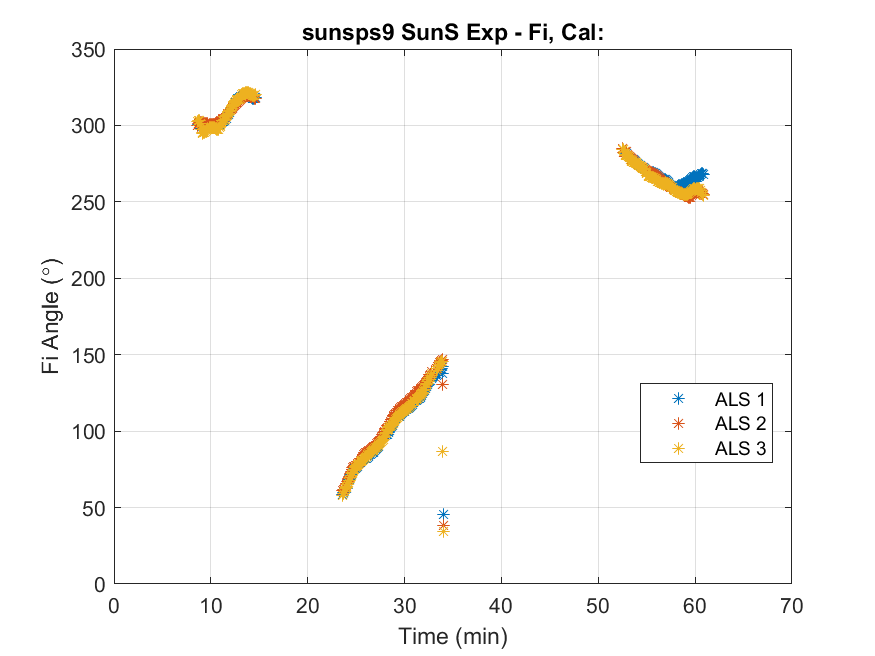 sunsps9 SunS Exp - Fi, Cal:
350
300
250
200
150
100
50
0
Fi Angle (°)
ALS 1
ALS 2
ALS 3
0 10 20 30 40 50 60 70
Time (min)